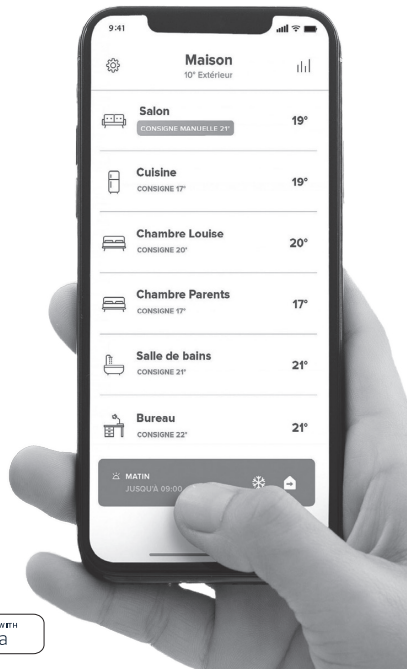 9:41
Maison
10° Extérieur
Salon
CONSIGNE MANUELLE 21°
19°
Cuisine
CONSIGNE 17°
19°
Chambre Louise
CONSIGNE 20°
20°
Chambre Parents
CONSIGNE 17°
17°
Salle de bains
CONSIGNE 21°
21°
Bureau
CONSIGNE 22°
21°
MATIN
JUSQU'À 09:00
WITH
a